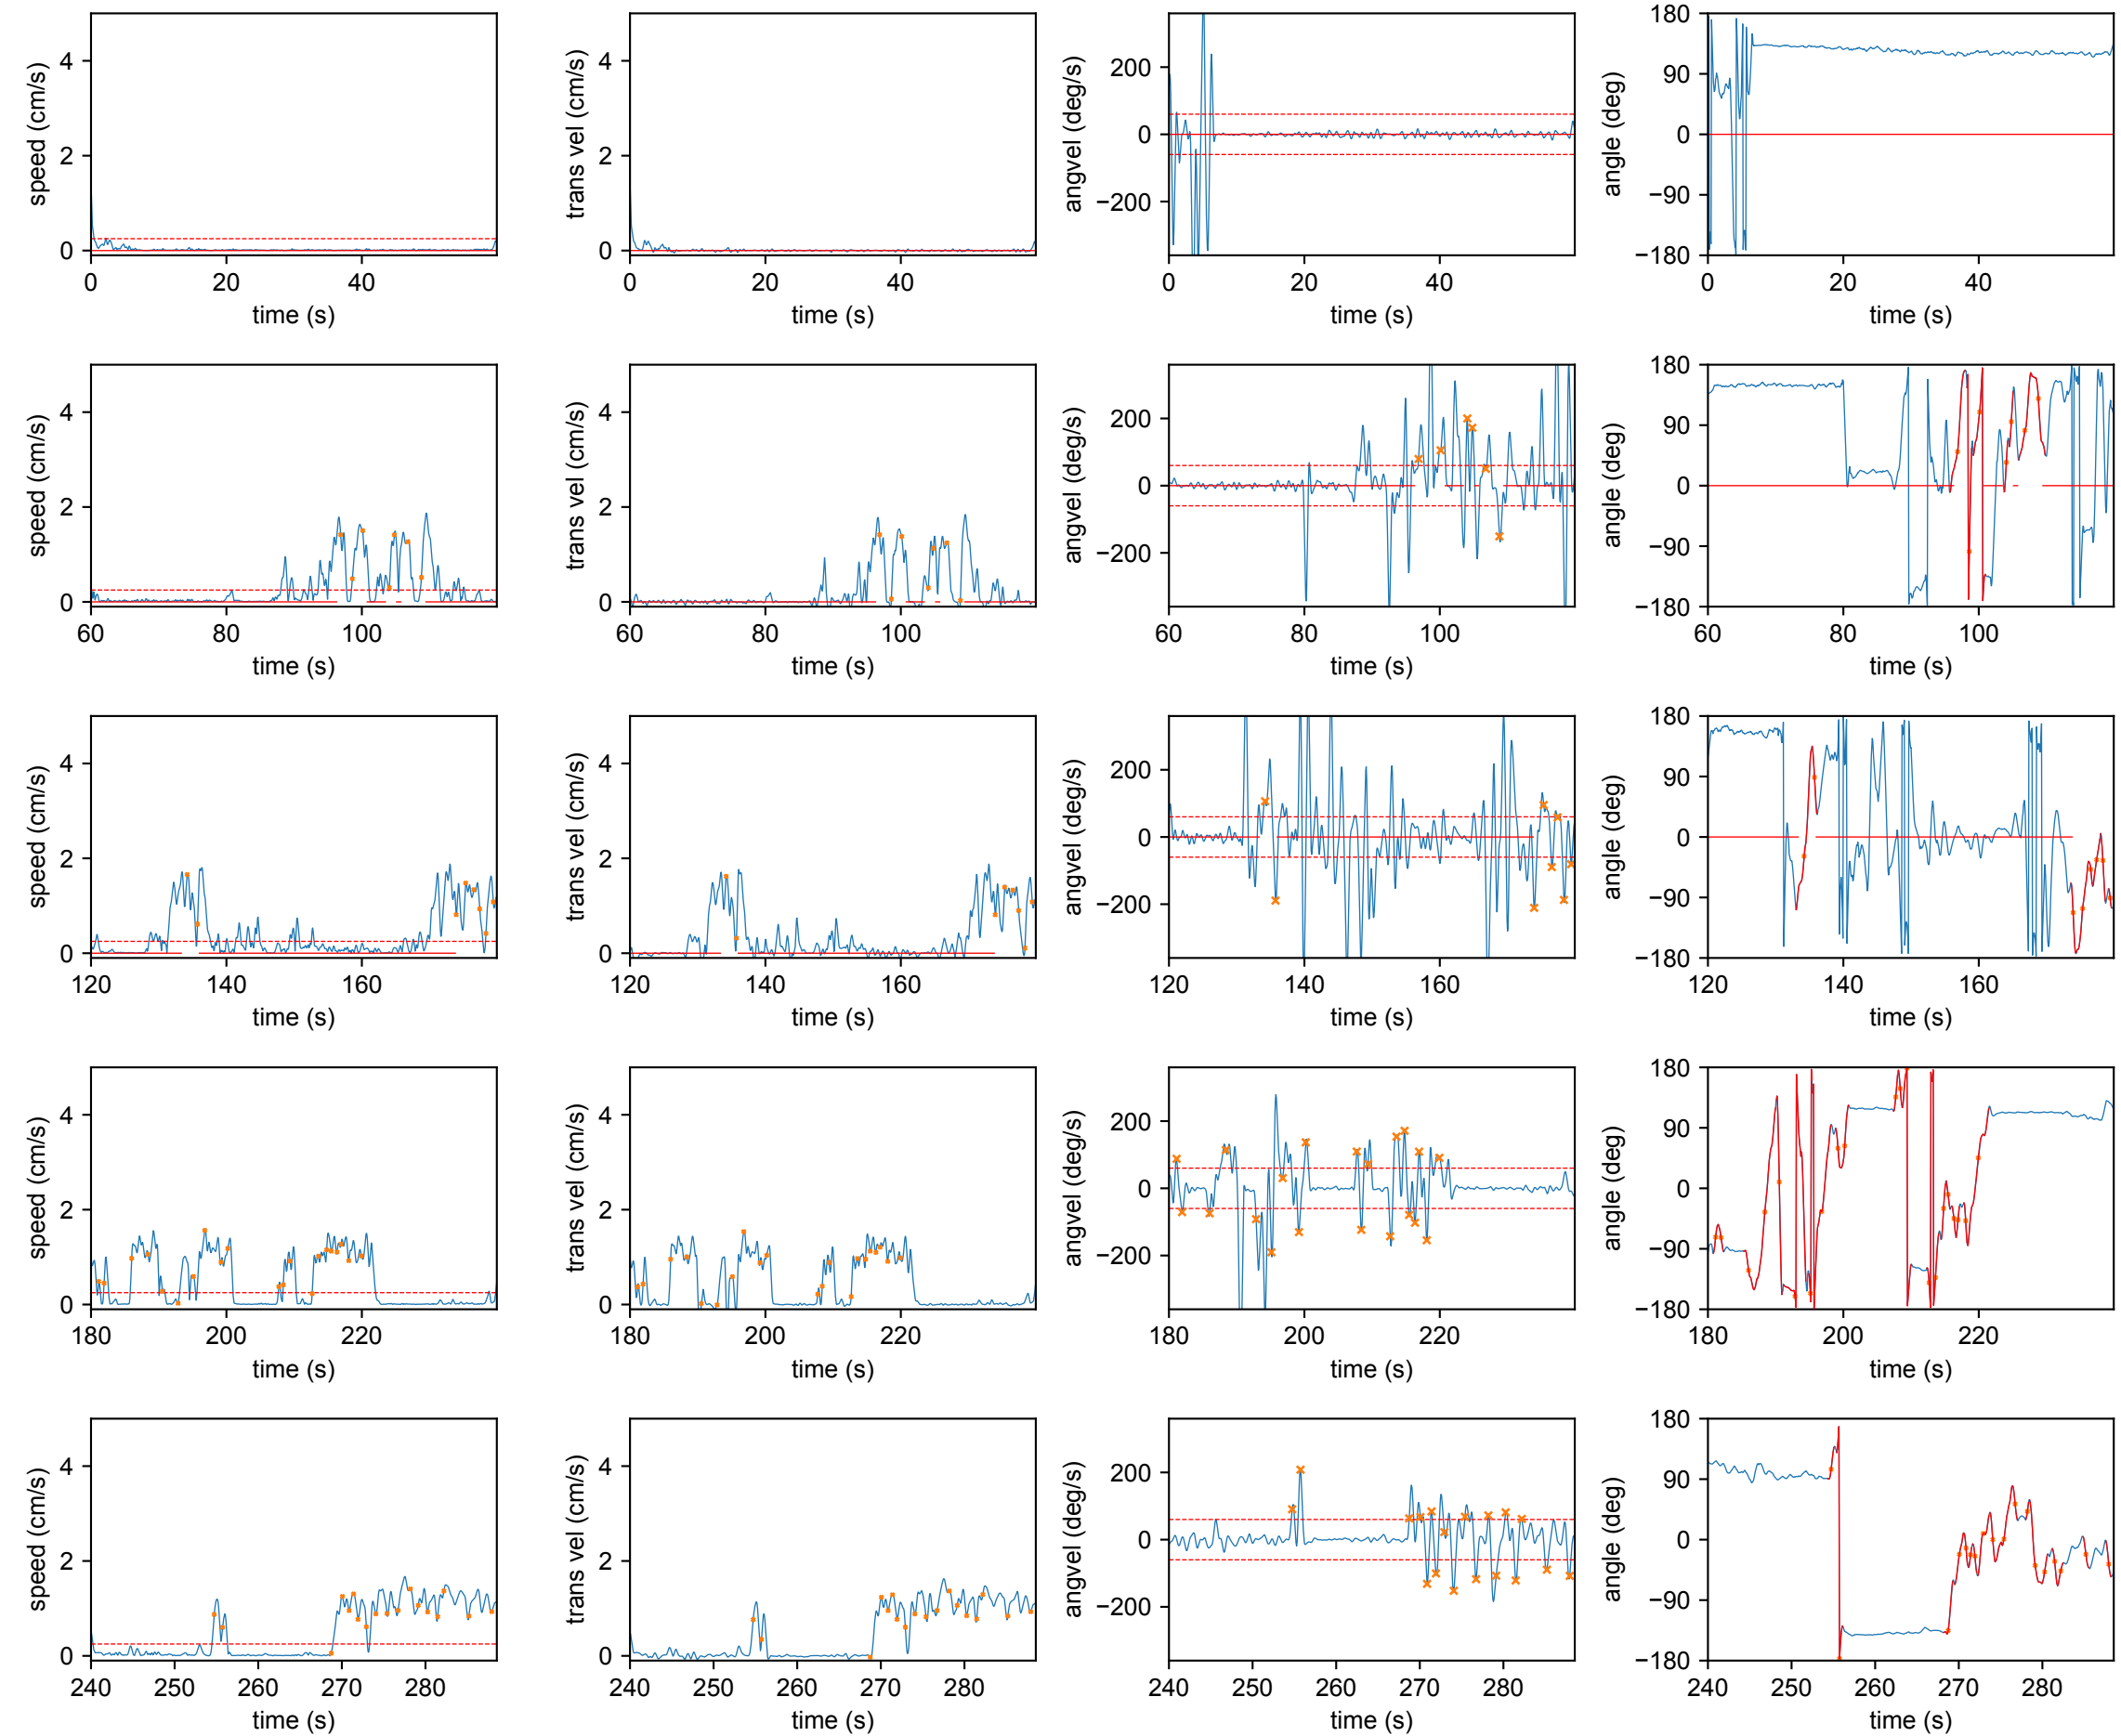 speed (cm/s)
4
2
0
0 20 40
time (s)
trans vel (cm/s)
4
2
0
0 20 40
time (s)
angvel (deg/s)
200
0
−200
0 20 40
time (s)
angle (deg)
180
90
0
−90
−180
0 20 40
time (s)
speed (cm/s)
4
2
0
60 80 100
time (s)
trans vel (cm/s)
4
2
0
60 80 100
time (s)
angvel (deg/s)
200
0
−200
60 80 100
time (s)
angle (deg)
180
90
0
−90
−180
60 80 100
time (s)
speed (cm/s)
4
2
0
120 140 160
time (s)
trans vel (cm/s)
4
2
0
120 140 160
time (s)
angvel (deg/s)
200
0
−200
120 140 160
time (s)
angle (deg)
180
90
0
−90
−180
120 140 160
time (s)
speed (cm/s)
4
2
0
180 200 220
time (s)
trans vel (cm/s)
4
2
0
180 200 220
time (s)
angvel (deg/s)
200
0
−200
180 200 220
time (s)
angle (deg)
180
90
0
−90
−180
180 200 220
time (s)
speed (cm/s)
4
2
0
240 250 260 270 280
time (s)
trans vel (cm/s)
4
2
0
240 250 260 270 280
time (s)
angvel (deg/s)
200
0
−200
240 250 260 270 280
time (s)
angle (deg)
180
90
0
−90
−180
240 250 260 270 280
time (s)